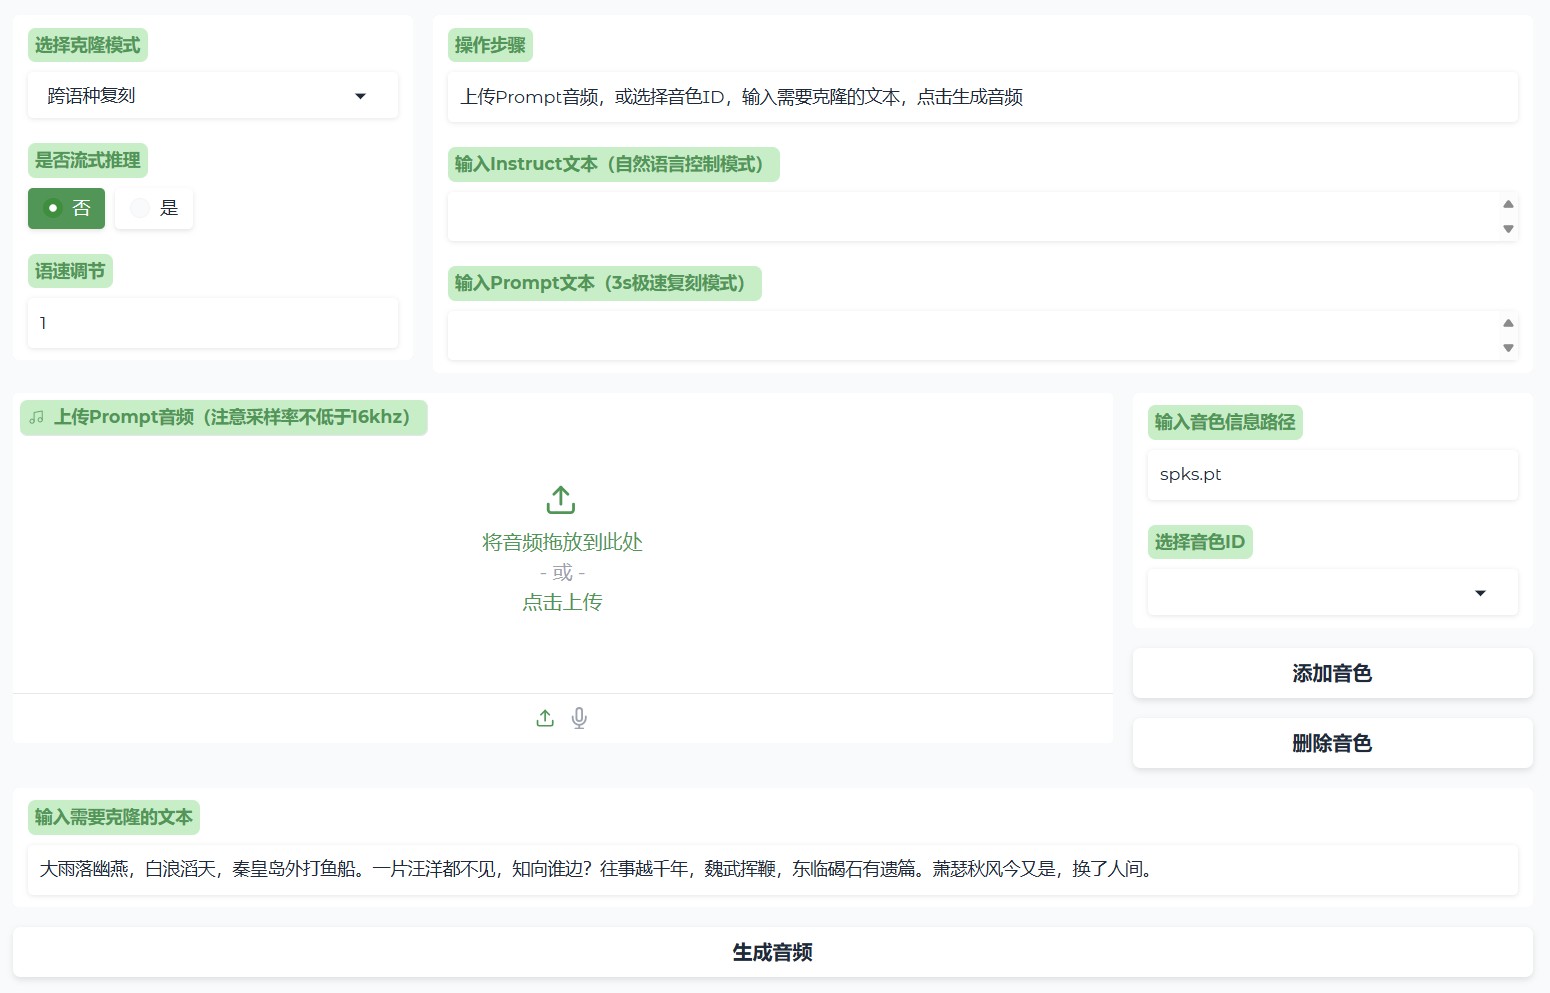 选择克隆模式
跨语种复刻
是否流式推理
否
是
语速调节
1
操作步骤
上传Prompt音频，或选择音色ID，输入需要克隆的文本，点击生成音频
输入Instruct文本（自然语言控制模式）
输入Prompt文本（3s极速复刻模式）
上传Prompt音频（注意采样率不低于16khz）
将音频拖放到此处
- 或 -
点击上传
输入音色信息路径
spks.pt
选择音色ID
添加音色
删除音色
输入需要克隆的文本
大雨落幽燕，白浪滔天，秦皇岛外打鱼船。一片汪洋都不见，知向谁边？往事越千年，魏武挥鞭，东临碣石有遗篇。萧瑟秋风今又是，换了人间。
生成音频